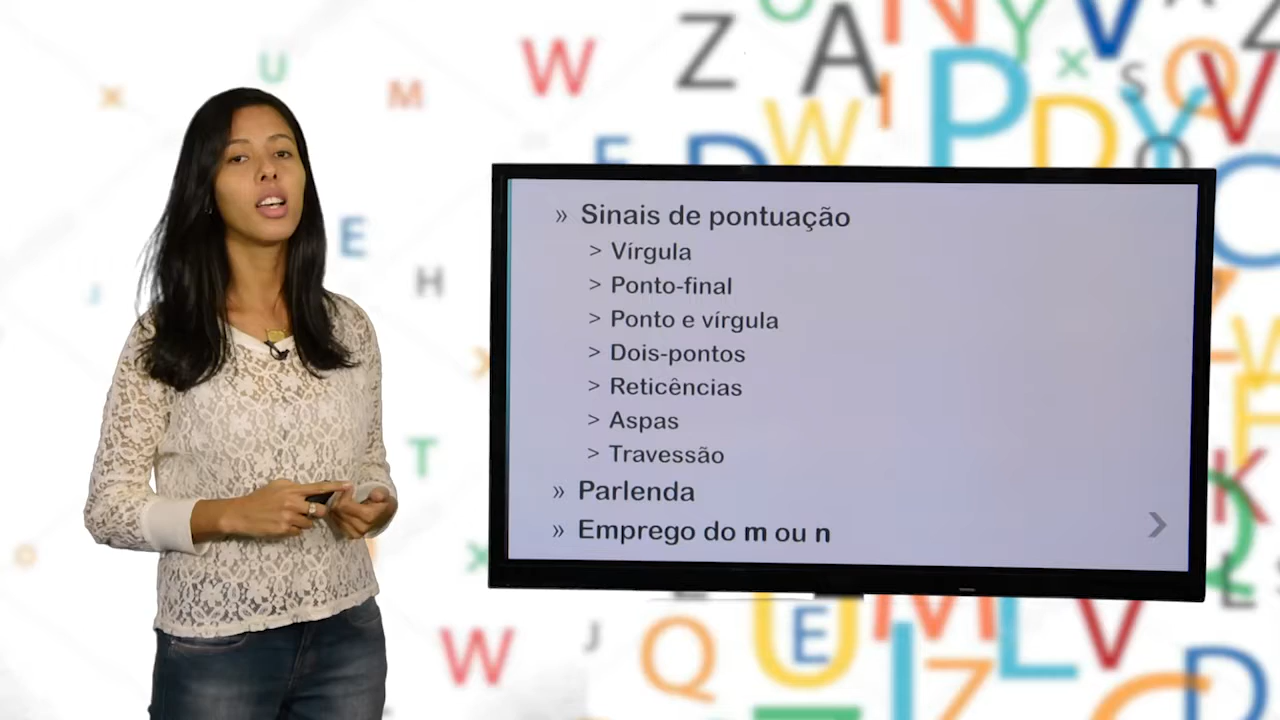 » Sinais de pontuação
> Vírgula
> Ponto-final
> Ponto e vírgula
> Dois-pontos
> Reticências
> Aspas
> Travessão
» Parlenda
» Emprego do m ou n